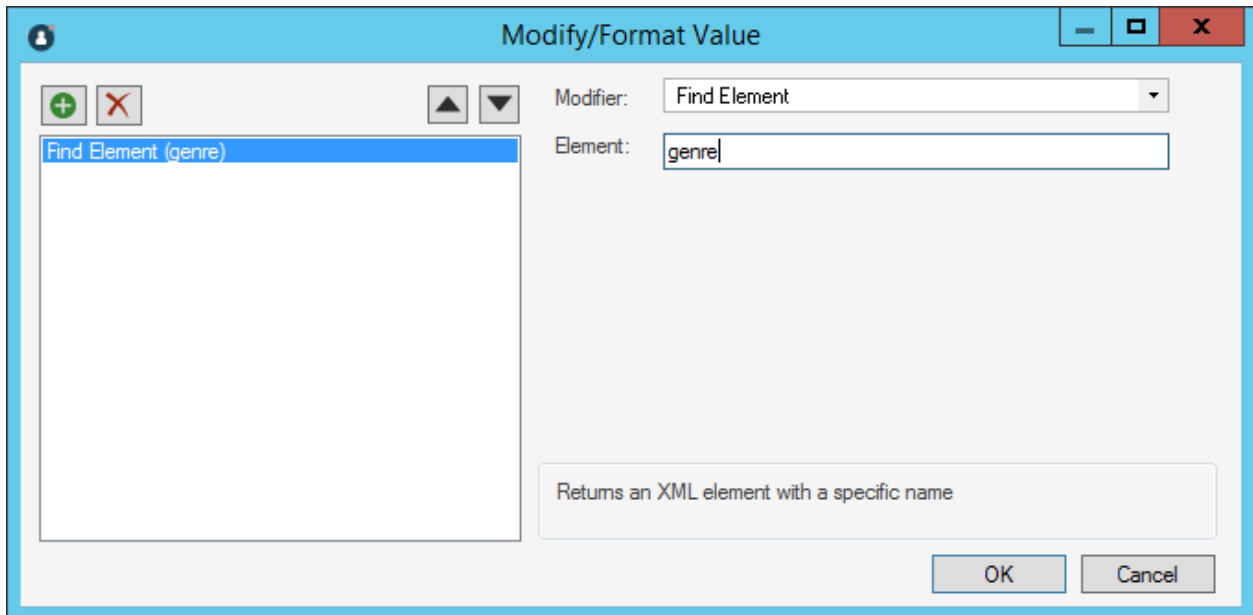 Modify/Format Value
Modifier: Find Element
Find Element (genre)
Element: genre
Returns an XML element with a specific name
OK Cancel